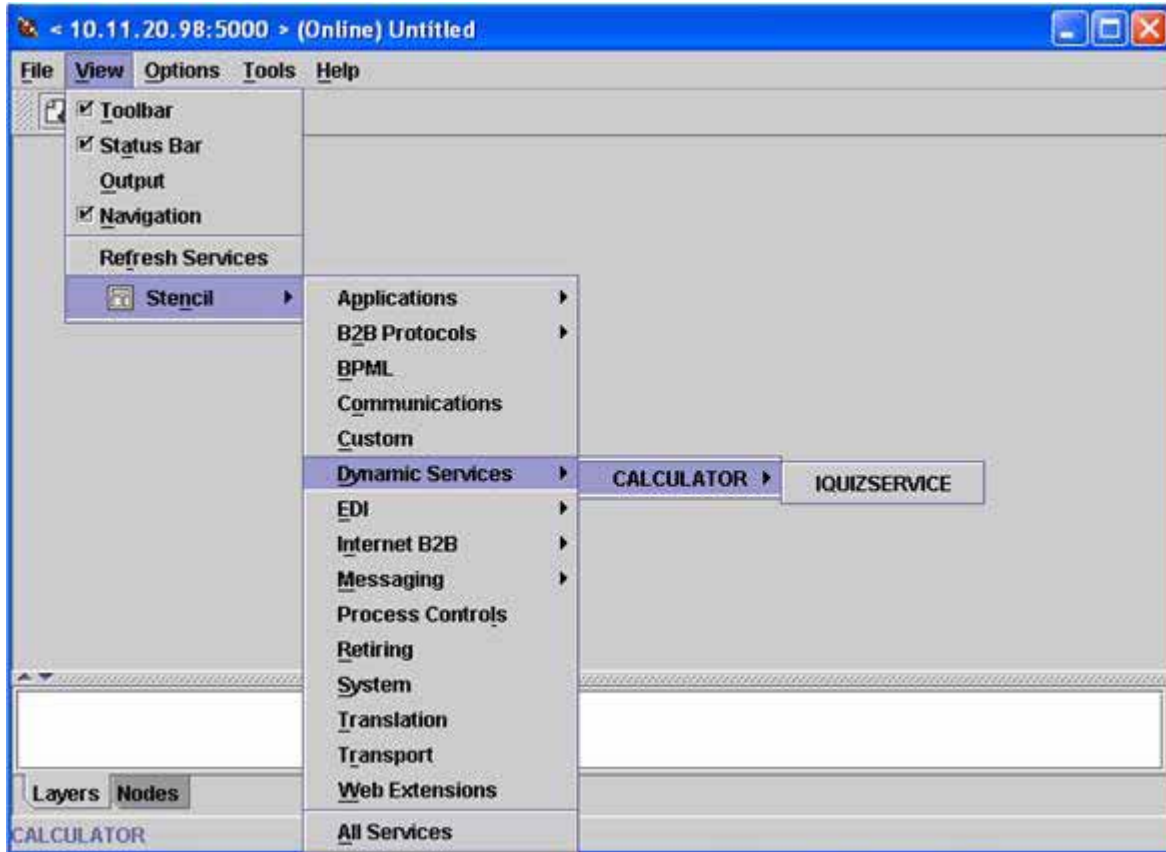 < 10.11.20.98:5000 > (Online) Untitled
File View Options Tools Help
Toolbar
Status Bar
Output
Navigation
Refresh Services
Stencil
Applications
B2B Protocols
BPML
Communications
Custom
Dynamic Services
CALCULATOR
IQUIZSERVICE
EDI
Internet B2B
Messaging
Process Controls
Retiring
System
Translation
Transport
Web Extensions
All Services
Layers Nodes
CALCULATOR